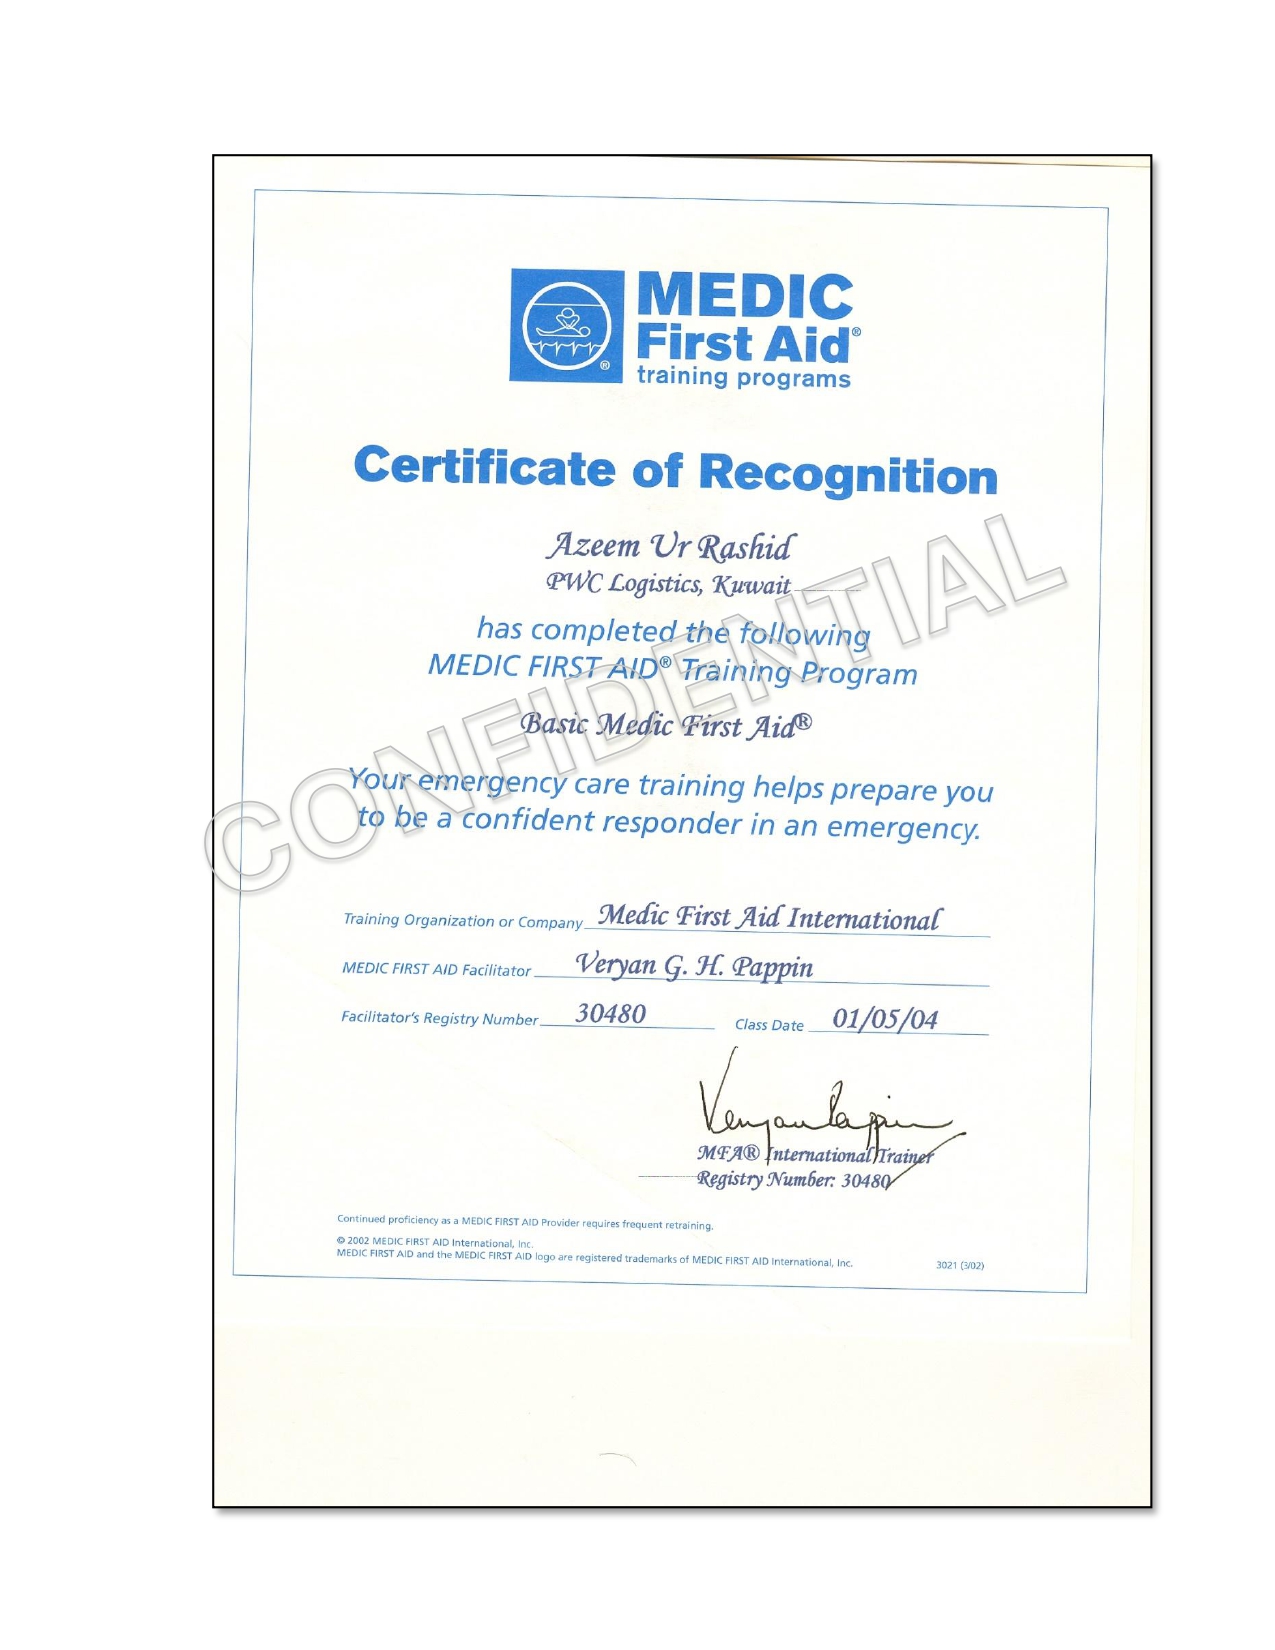 MEDIC
First Aid®
training programs
®
Certificate of Recognition
Azeem Ur Rashid
PWC Logistics, Kuwait
has completed the following
MEDIC FIRST AID® Training Program
Basic Medic First Aid®
Your emergency care training helps prepare you
to be a confident responder in an emergency.
CONFIDENTIAL
Training Organization or Company Medic First Aid International
MEDIC FIRST AID Facilitator Veryan G. H. Pappin
Facilitator's Registry Number 30480 Class Date 01/05/04
Veryan Pappin
MFA® International Trainer
Registry Number: 30480
Continued proficiency as a MEDIC FIRST AID Provider requires frequent retraining.
© 2002 MEDIC FIRST AID International, Inc.
MEDIC FIRST AID and the MEDIC FIRST AID logo are registered trademarks of MEDIC FIRST AID International, Inc. 3021 (3/02)